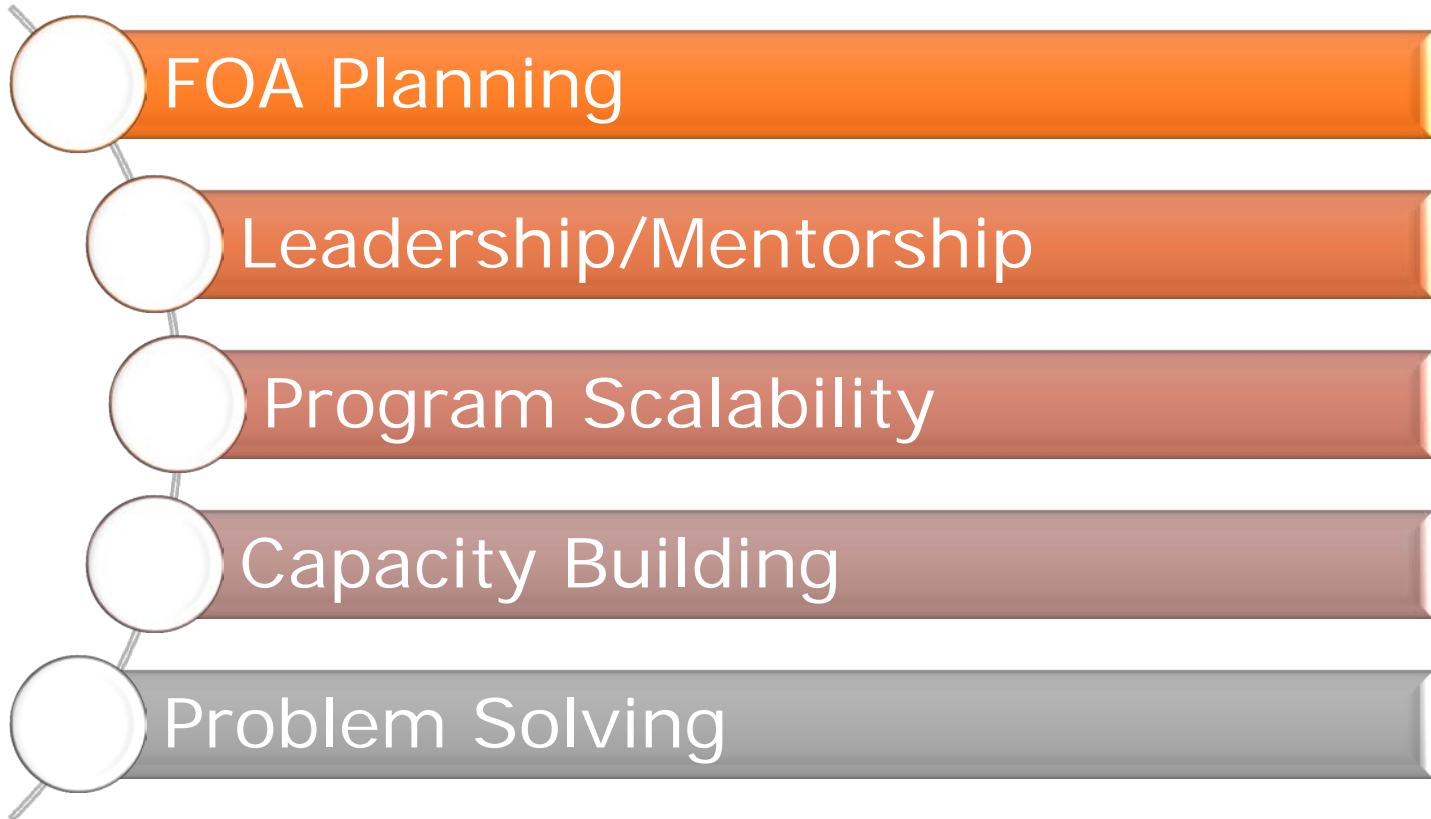 FOA Planning
Leadership/Mentorship
Program Scalability
Capacity Building
Problem Solving